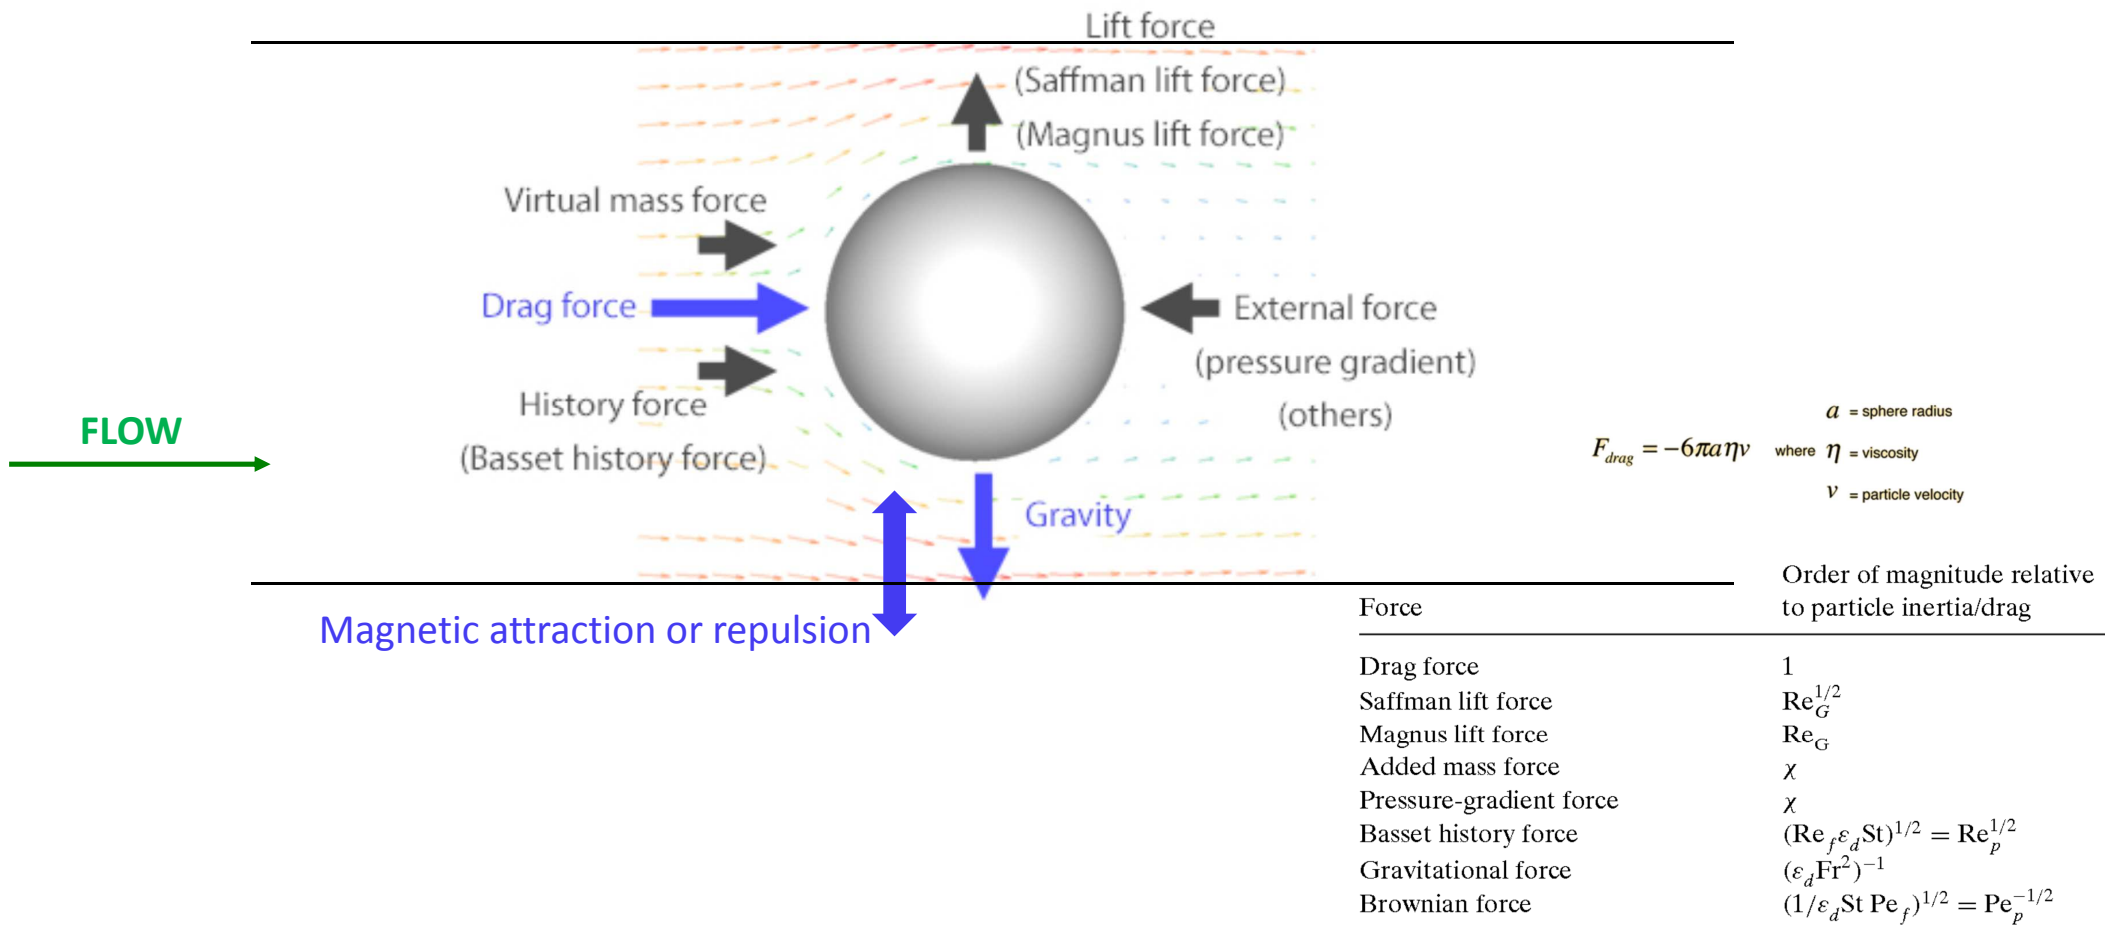 Lift force
(Saffman lift force)
(Magnus lift force)
Virtual mass force
Drag force
History force
(Basset history force)
External force
(pressure gradient)
(others)
Gravity
FLOW
Magnetic attraction or repulsion
a = sphere radius
F_drag = −6πaηv where η = viscosity
v = particle velocity
Order of magnitude relative
Force to particle inertia/drag
Drag force 1
Saffman lift force Re_G^{1/2}
Magnus lift force Re_G
Added mass force χ
Pressure-gradient force χ
Basset history force (Re_f ε_d St)^{1/2} = Re_p^{1/2}
Gravitational force (ε_d Fr^2)^{−1}
Brownian force (1/ε_d St Pe_f)^{1/2} = Pe_p^{−1/2}